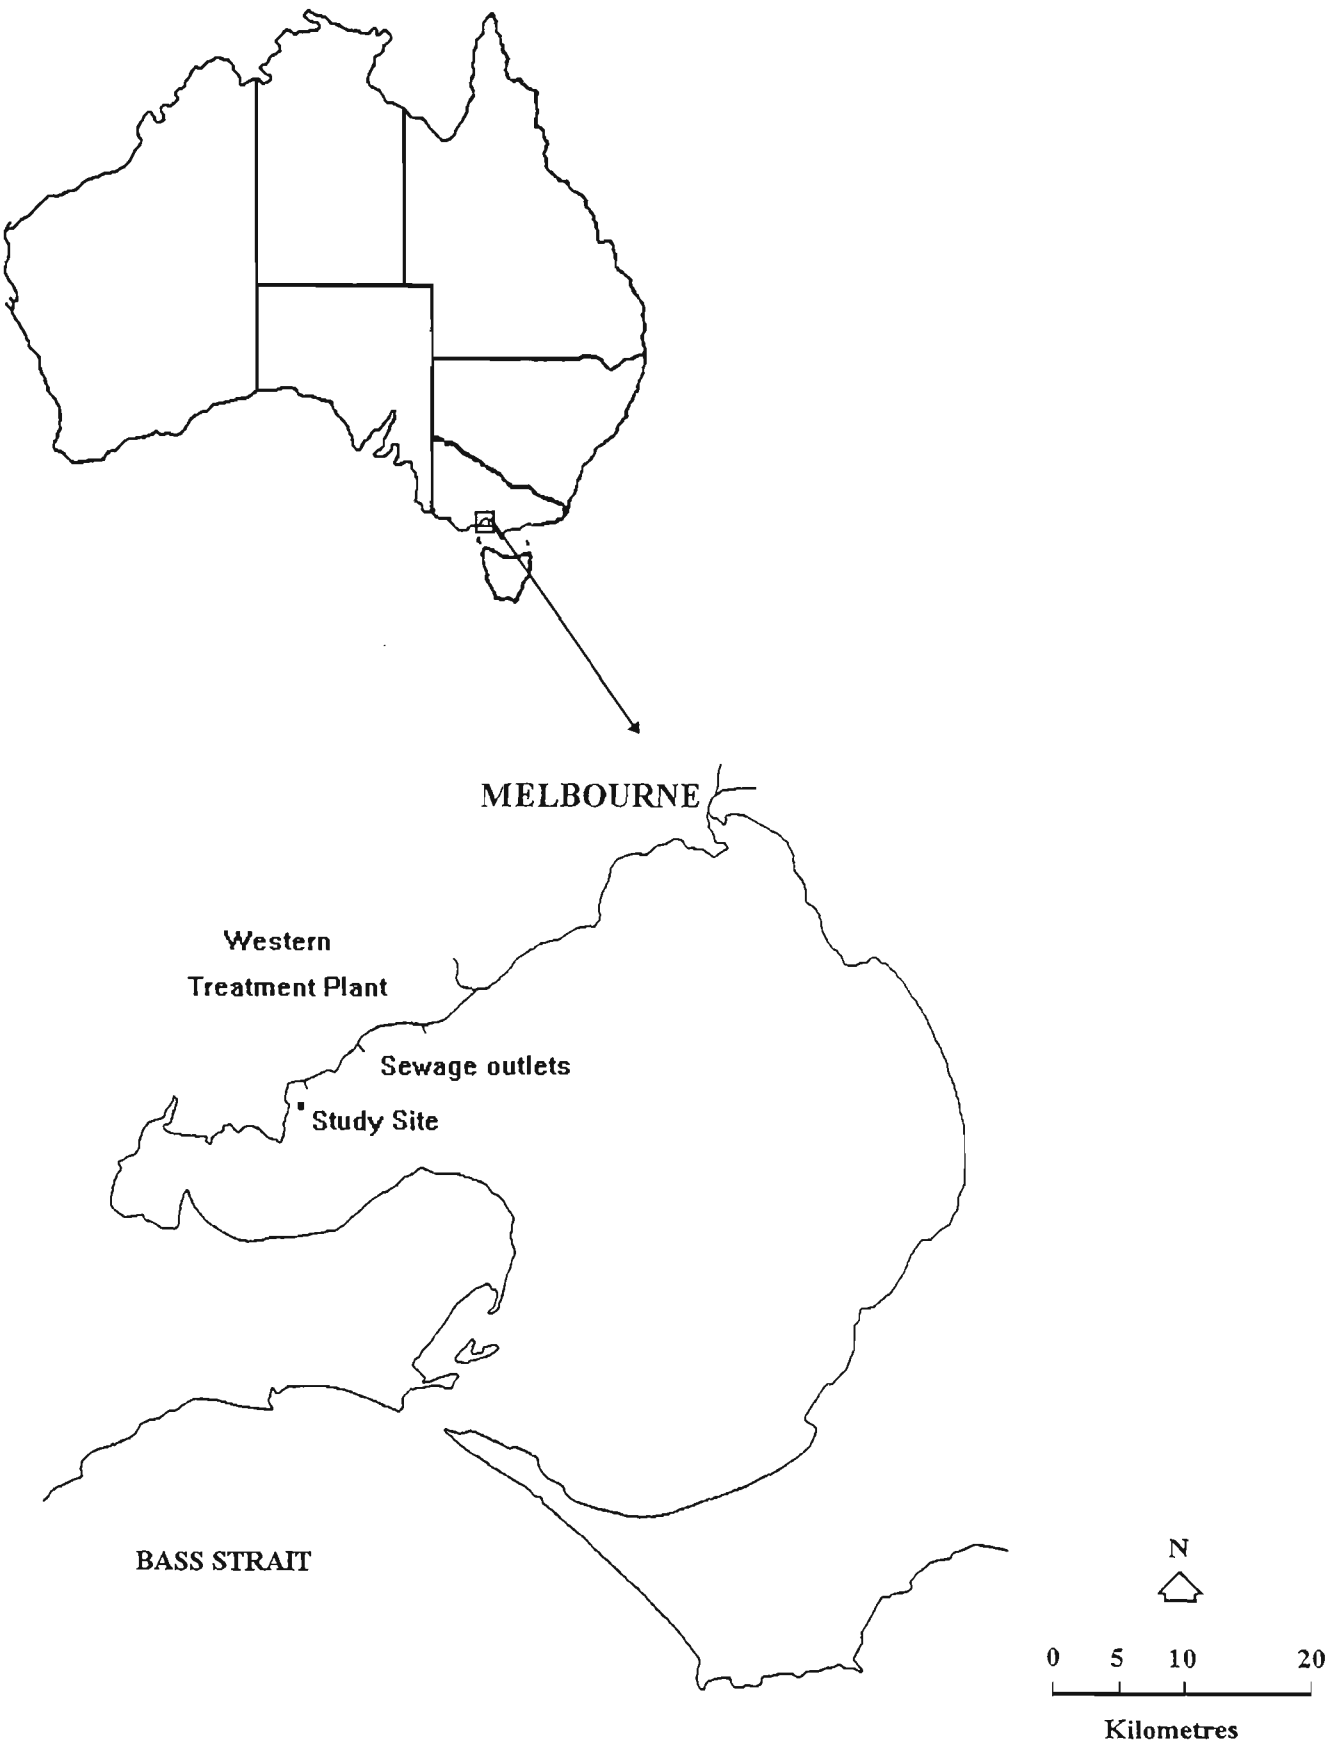 MELBOURNE
Western
Treatment Plant
Sewage outlets
Study Site
BASS STRAIT
N
0 5 10 20
Kilometres